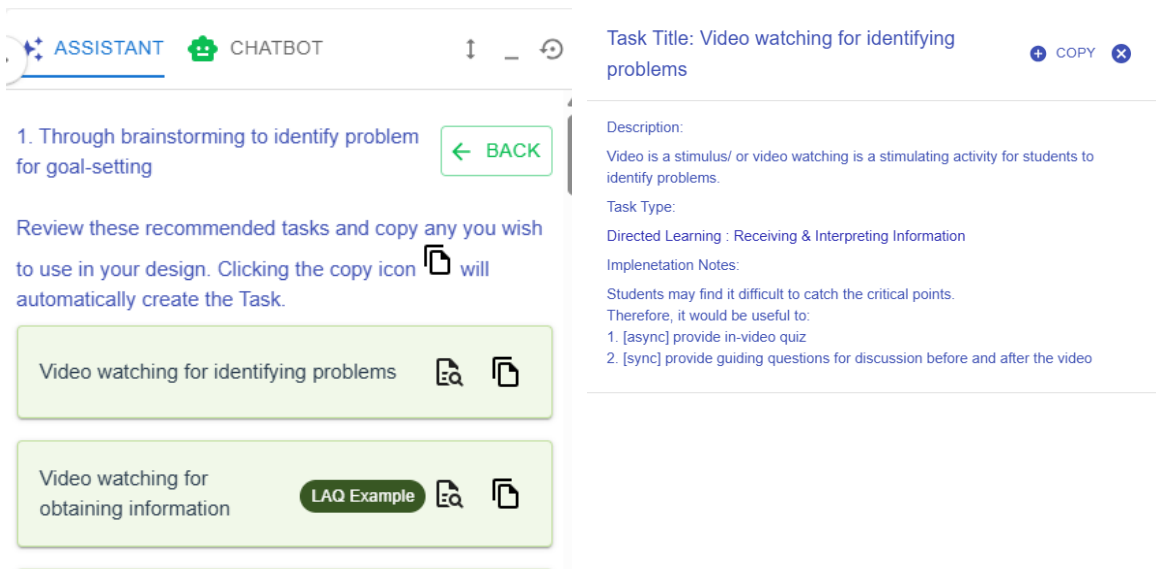 ASSISTANT
CHATBOT
1. Through brainstorming to identify problem
for goal-setting
BACK
Review these recommended tasks and copy any you wish
to use in your design. Clicking the copy icon will
automatically create the Task.
Video watching for identifying problems
Video watching for
obtaining information
LAQ Example
Task Title: Video watching for identifying
problems
COPY
Description:
Video is a stimulus/ or video watching is a stimulating activity for students to
identify problems.
Task Type:
Directed Learning : Receiving & Interpreting Information
Implenetation Notes:
Students may find it difficult to catch the critical points.
Therefore, it would be useful to:
1. [async] provide in-video quiz
2. [sync] provide guiding questions for discussion before and after the video